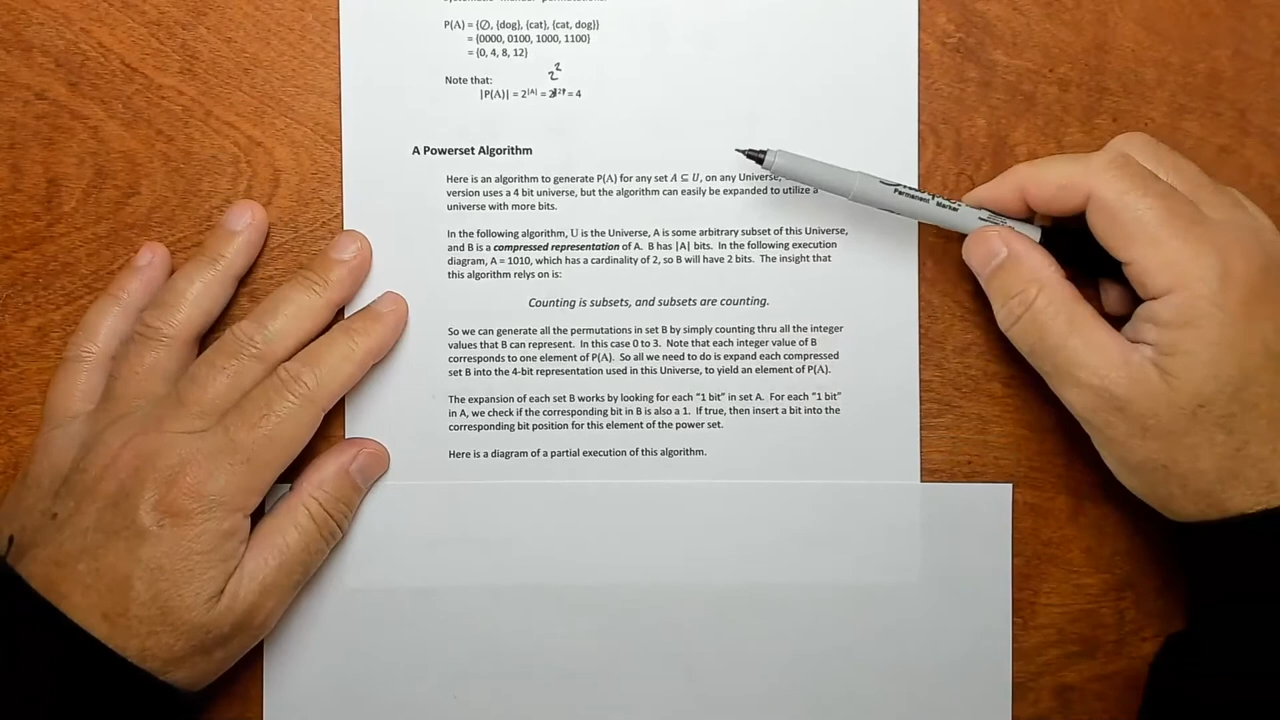 P(A) = {∅, {dog}, {cat}, {cat, dog}}
= {0000, 0100, 1000, 1100}
= {0, 4, 8, 12}
2²
Note that:
|P(A)| = 2|A| = = 4
A Powerset Algorithm
Here is an algorithm to generate P(A) for any set A ⊆ U, on any Universe,
version uses a 4 bit universe, but the algorithm can easily be expanded to utilize a
universe with more bits.
In the following algorithm, U is the Universe, A is some arbitrary subset of this Universe,
and B is a compressed representation of A. B has |A| bits. In the following execution
diagram, A = 1010, which has a cardinality of 2, so B will have 2 bits. The insight that
this algorithm relies on is:
Counting is subsets, and subsets are counting.
So we can generate all the permutations in set B by simply counting thru all the integer
values that B can represent. In this case 0 to 3. Note that each integer value of B
corresponds to one element of P(A). So all we need to do is expand each compressed
set B into the 4-bit representation used in this Universe, to yield an element of P(A).
The expansion of each set B works by looking for each “1 bit” in set A. For each “1 bit”
in A, we check if the corresponding bit in B is also a 1. If true, then insert a bit into the
corresponding bit position for this element of the power set.
Here is a diagram of a partial execution of this algorithm.
Permanent Marker